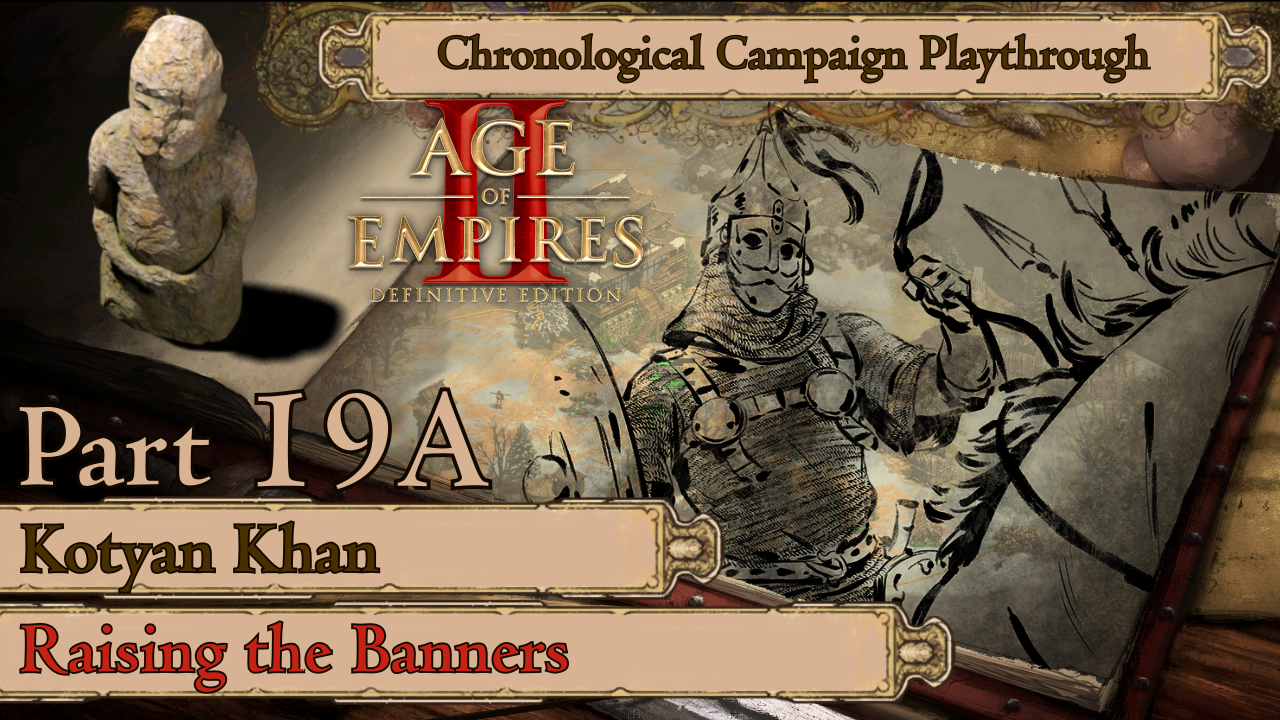 Chronological Campaign Playthrough
AGE
OF
EMPIRES
II
DEFINITIVE EDITION
Part 19A
Kotyan Khan
Raising the Banners